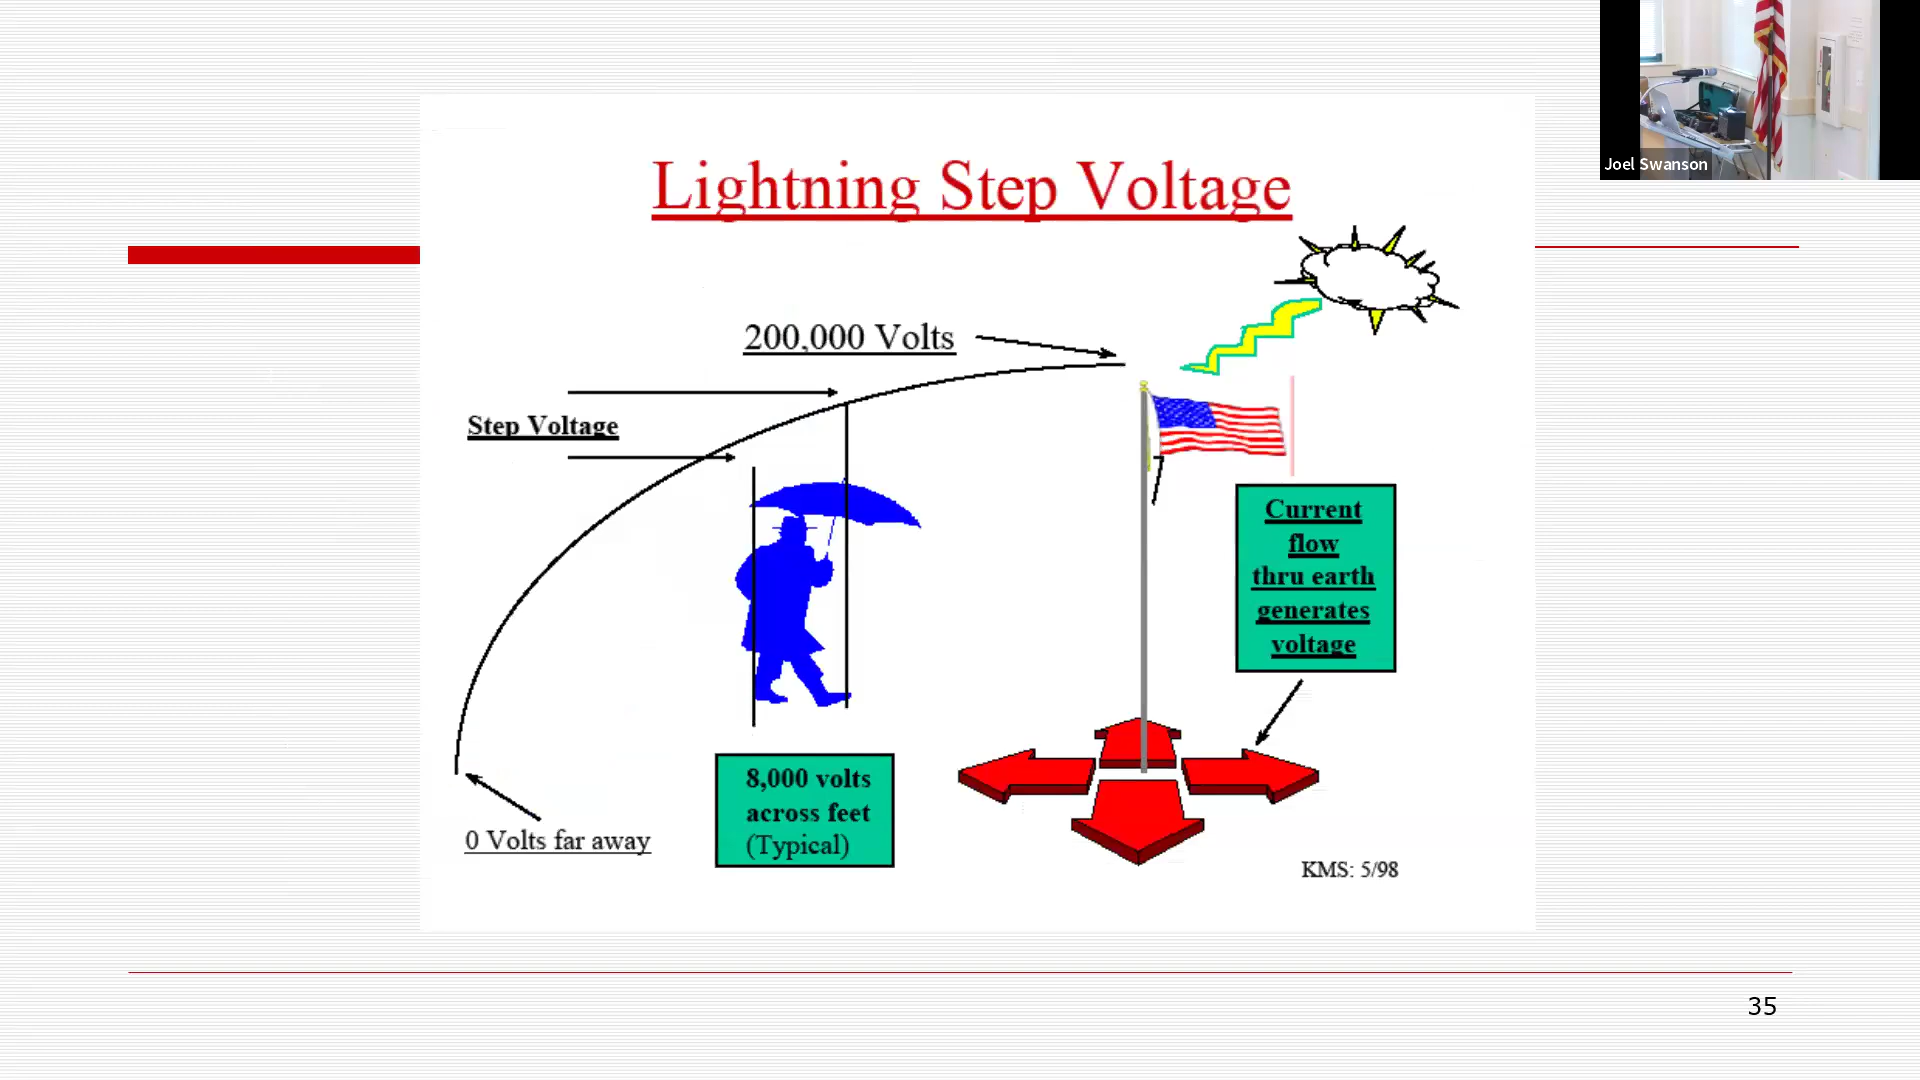 Joel Swanson
Lightning Step Voltage
200,000 Volts
Step Voltage
Current
flow
thru earth
generates
voltage
8,000 volts
across feet
(Typical)
0 Volts far away
KMS: 5/98
35